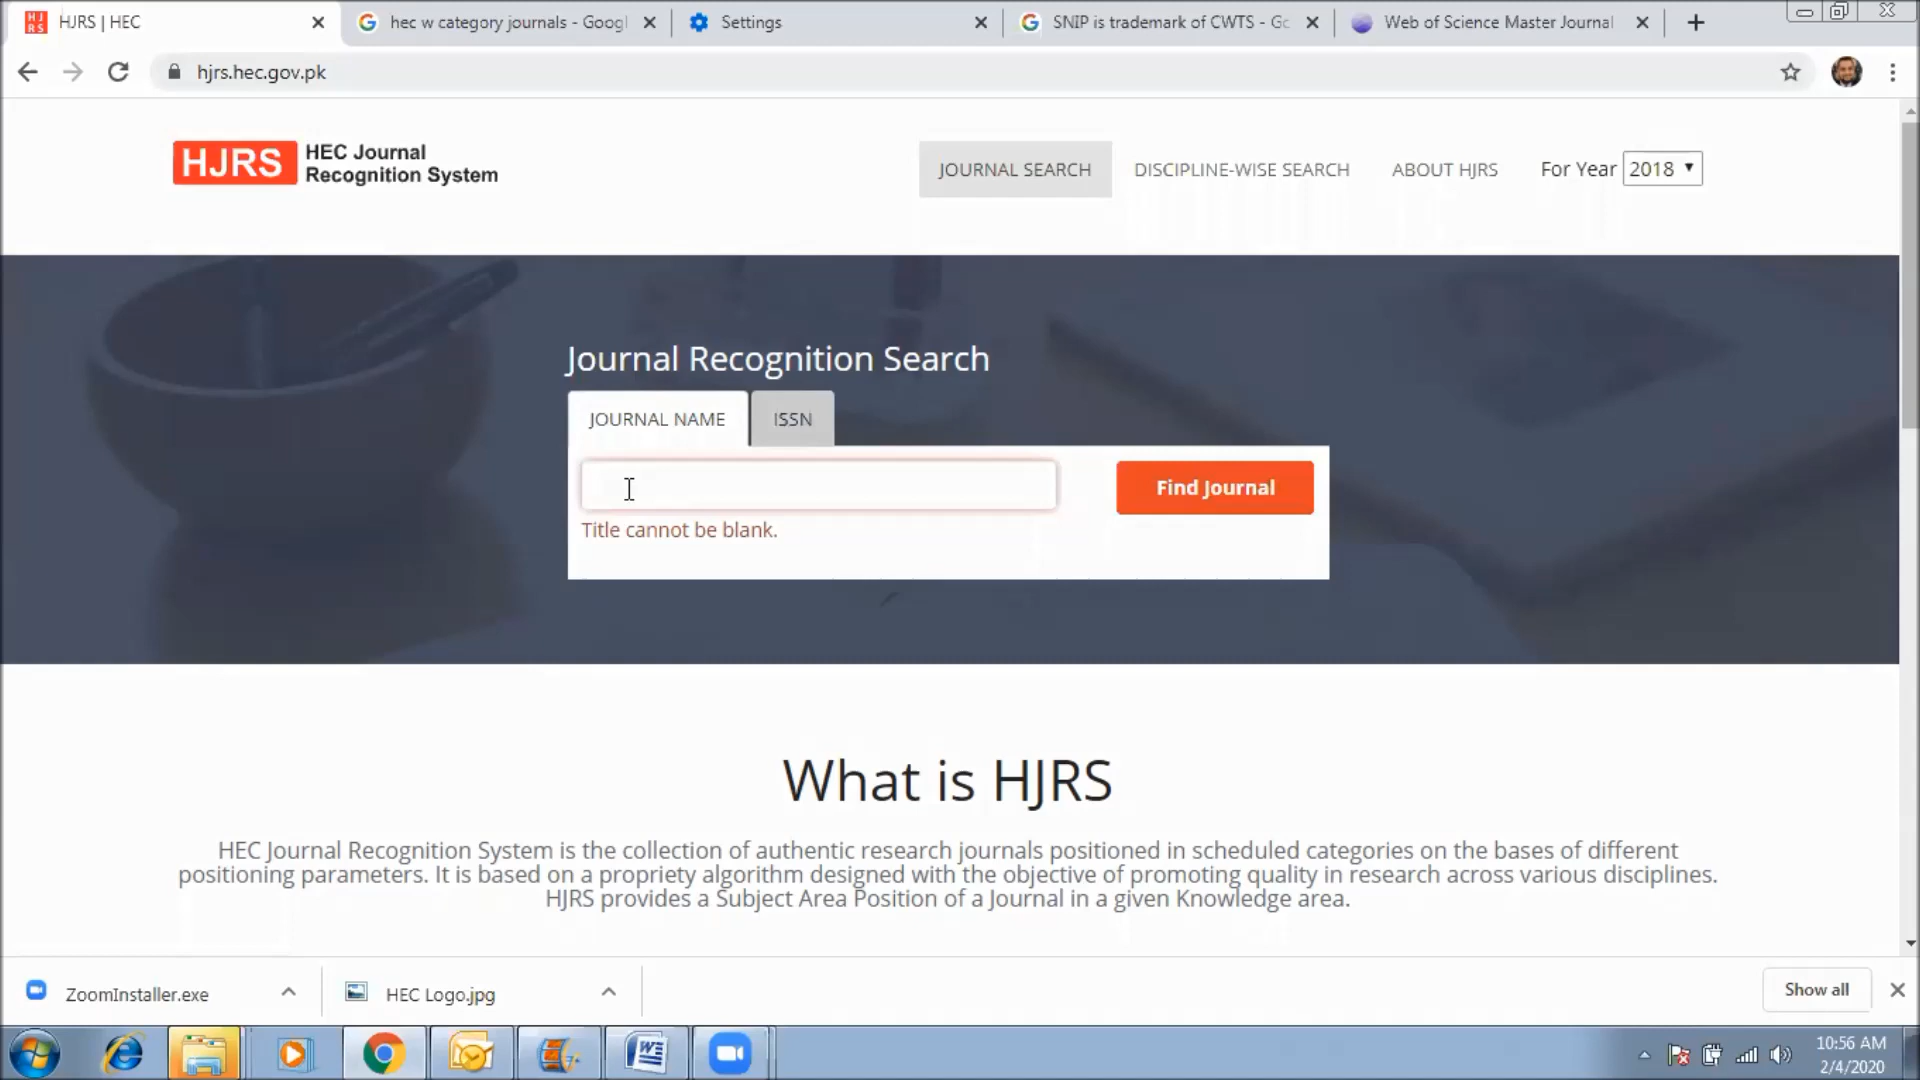 HJRS | HEC
hec w category journals - Googl
Settings
SNIP is trademark of CWTS - Go
Web of Science Master Journal
hjrs.hec.gov.pk
HJRS
HEC Journal
Recognition System
JOURNAL SEARCH
DISCIPLINE-WISE SEARCH
ABOUT HJRS
For Year 2018
Journal Recognition Search
JOURNAL NAME
ISSN
Find Journal
Title cannot be blank.
What is HJRS
HEC Journal Recognition System is the collection of authentic research journals positioned in scheduled categories on the bases of different
positioning parameters. It is based on a propriety algorithm designed with the objective of promoting quality in research across various disciplines.
HJRS provides a Subject Area Position of a Journal in a given Knowledge area.
ZoomInstaller.exe
HEC Logo.jpg
Show all
10:56 AM
2/4/2020